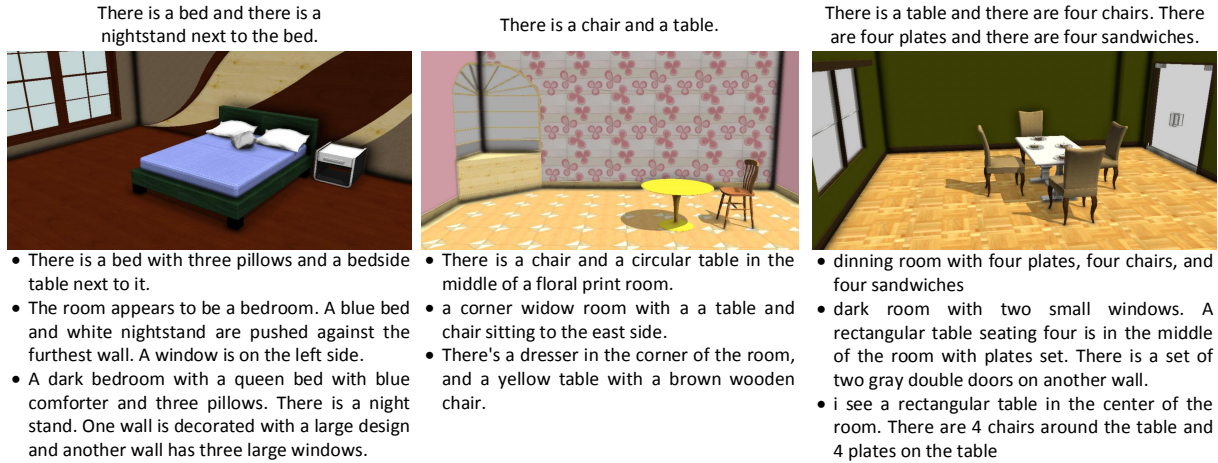 There is a bed and there is a
nightstand next to the bed.
• There is a bed with three pillows and a bedside
table next to it.
• The room appears to be a bedroom. A blue bed
and white nightstand are pushed against the
furthest wall. A window is on the left side.
• A dark bedroom with a queen bed with blue
comforter and three pillows. There is a night
stand. One wall is decorated with a large design
and another wall has three large windows.
There is a chair and a table.
• There is a chair and a circular table in the
middle of a floral print room.
• a corner widow room with a a table and
chair sitting to the east side.
• There's a dresser in the corner of the room,
and a yellow table with a brown wooden
chair.
There is a table and there are four chairs. There
are four plates and there are four sandwiches.
• dinning room with four plates, four chairs, and
four sandwiches
• dark room with two small windows. A
rectangular table seating four is in the middle
of the room with plates set. There is a set of
two gray double doors on another wall.
• i see a rectangular table in the center of the
room. There are 4 chairs around the table and
4 plates on the table